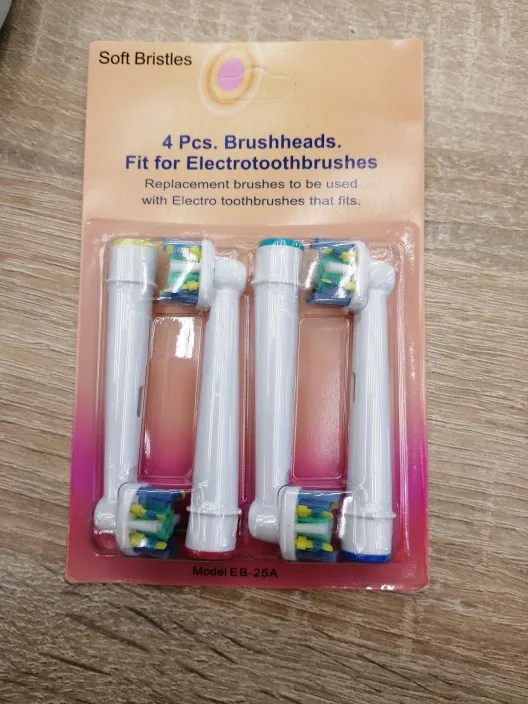 Soft Bristles
4 Pcs. Brushheads.
Fit for Electrotoothbrushes
Replacement brushes to be used
with Electro toothbrushes that fits.
Model EB-25A